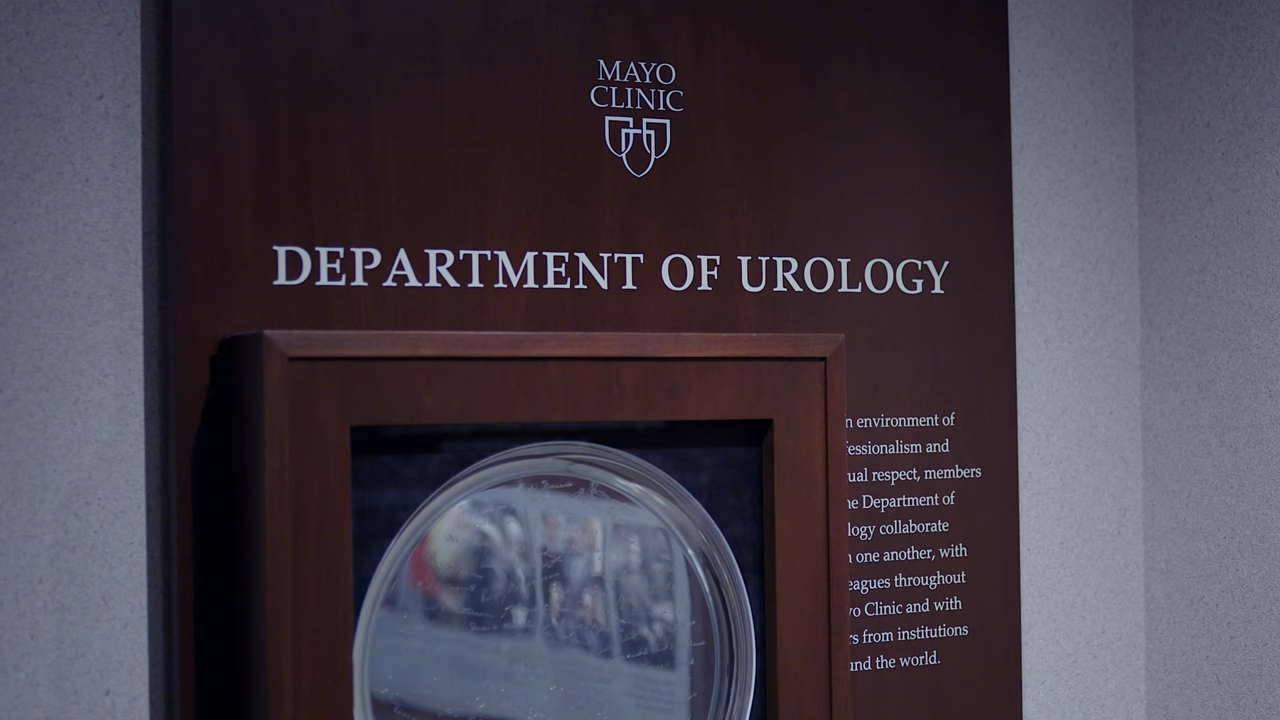 MAYO
CLINIC
DEPARTMENT OF UROLOGY
n environment of
fessionalism and
ual respect, members
he Department of
logy collaborate
h one another, with
eagues throughout
yo Clinic and with
rs from institutions
und the world.